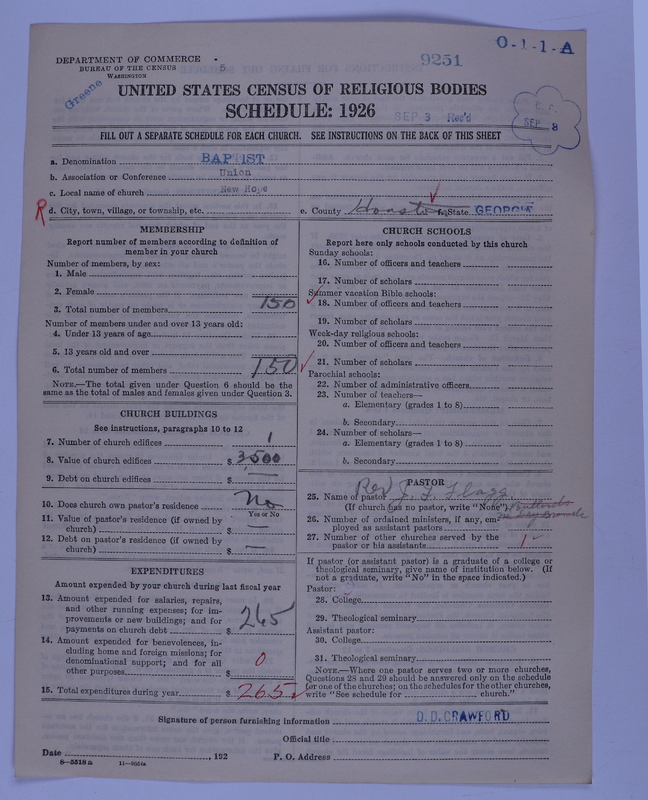 O-1-1-A
9251
DEPARTMENT OF COMMERCE
BUREAU OF THE CENSUS 5
WASHINGTON
Greene
UNITED STATES CENSUS OF RELIGIOUS BODIES
SCHEDULE: 1926
SEP 3 Rec'd
SEP 8
FILL OUT A SEPARATE SCHEDULE FOR EACH CHURCH. SEE INSTRUCTIONS ON THE BACK OF THIS SHEET
a. Denomination BAPTIST
b. Association or Conference Union
c. Local name of church New Hope
R d. City, town, village, or township, etc. e. County Houston f. State GEORGIA
MEMBERSHIP
Report number of members according to definition of
member in your church
Number of members, by sex:
1. Male
2. Female
3. Total number of members 150
Number of members under and over 13 years old:
4. Under 13 years of age
5. 13 years old and over
6. Total number of members 150
NOTE.—The total given under Question 6 should be the
same as the total of males and females given under Question 3.
CHURCH BUILDINGS
See instructions, paragraphs 10 to 12
7. Number of church edifices 1
8. Value of church edifices $ 3,500
9. Debt on church edifices $ —
10. Does church own pastor's residence No
Yes or No
11. Value of pastor's residence (if owned by
church) $ —
12. Debt on pastor's residence (if owned by
church) $ —
EXPENDITURES
Amount expended by your church during last fiscal year
13. Amount expended for salaries, repairs,
and other running expenses; for im-
provements or new buildings; and for
payments on church debt $ 265
14. Amount expended for benevolences, in-
cluding home and foreign missions; for
denominational support; and for all
other purposes $ 0
15. Total expenditures during year $ 265
CHURCH SCHOOLS
Report here only schools conducted by this church
Sunday schools:
16. Number of officers and teachers
17. Number of scholars
Summer vacation Bible schools:
18. Number of officers and teachers
19. Number of scholars
Week-day religious schools:
20. Number of officers and teachers
21. Number of scholars
Parochial schools:
22. Number of administrative officers
23. Number of teachers—
a. Elementary (grades 1 to 8)
b. Secondary
24. Number of scholars—
a. Elementary (grades 1 to 8)
b. Secondary
PASTOR
25. Name of pastor Rev J. F. Flagg
(If church has no pastor, write "None")
26. Number of ordained ministers, if any, em-
ployed as assistant pastors
27. Number of other churches served by the
pastor or his assistants 1
If pastor (or assistant pastor) is a graduate of a college or
theological seminary, give name of institution below. (If
not a graduate, write "No" in the space indicated.)
Pastor:
28. College
29. Theological seminary
Assistant pastor:
30. College
31. Theological seminary
NOTE.—Where one pastor serves two or more churches,
Questions 28 and 29 should be answered only on the schedule
for one of the churches; on the schedules for the other churches,
write "See schedule for church."
Signature of person furnishing information D. D. CRAWFORD
Official title
Date , 192 P. O. Address
8-5518a 11-9664